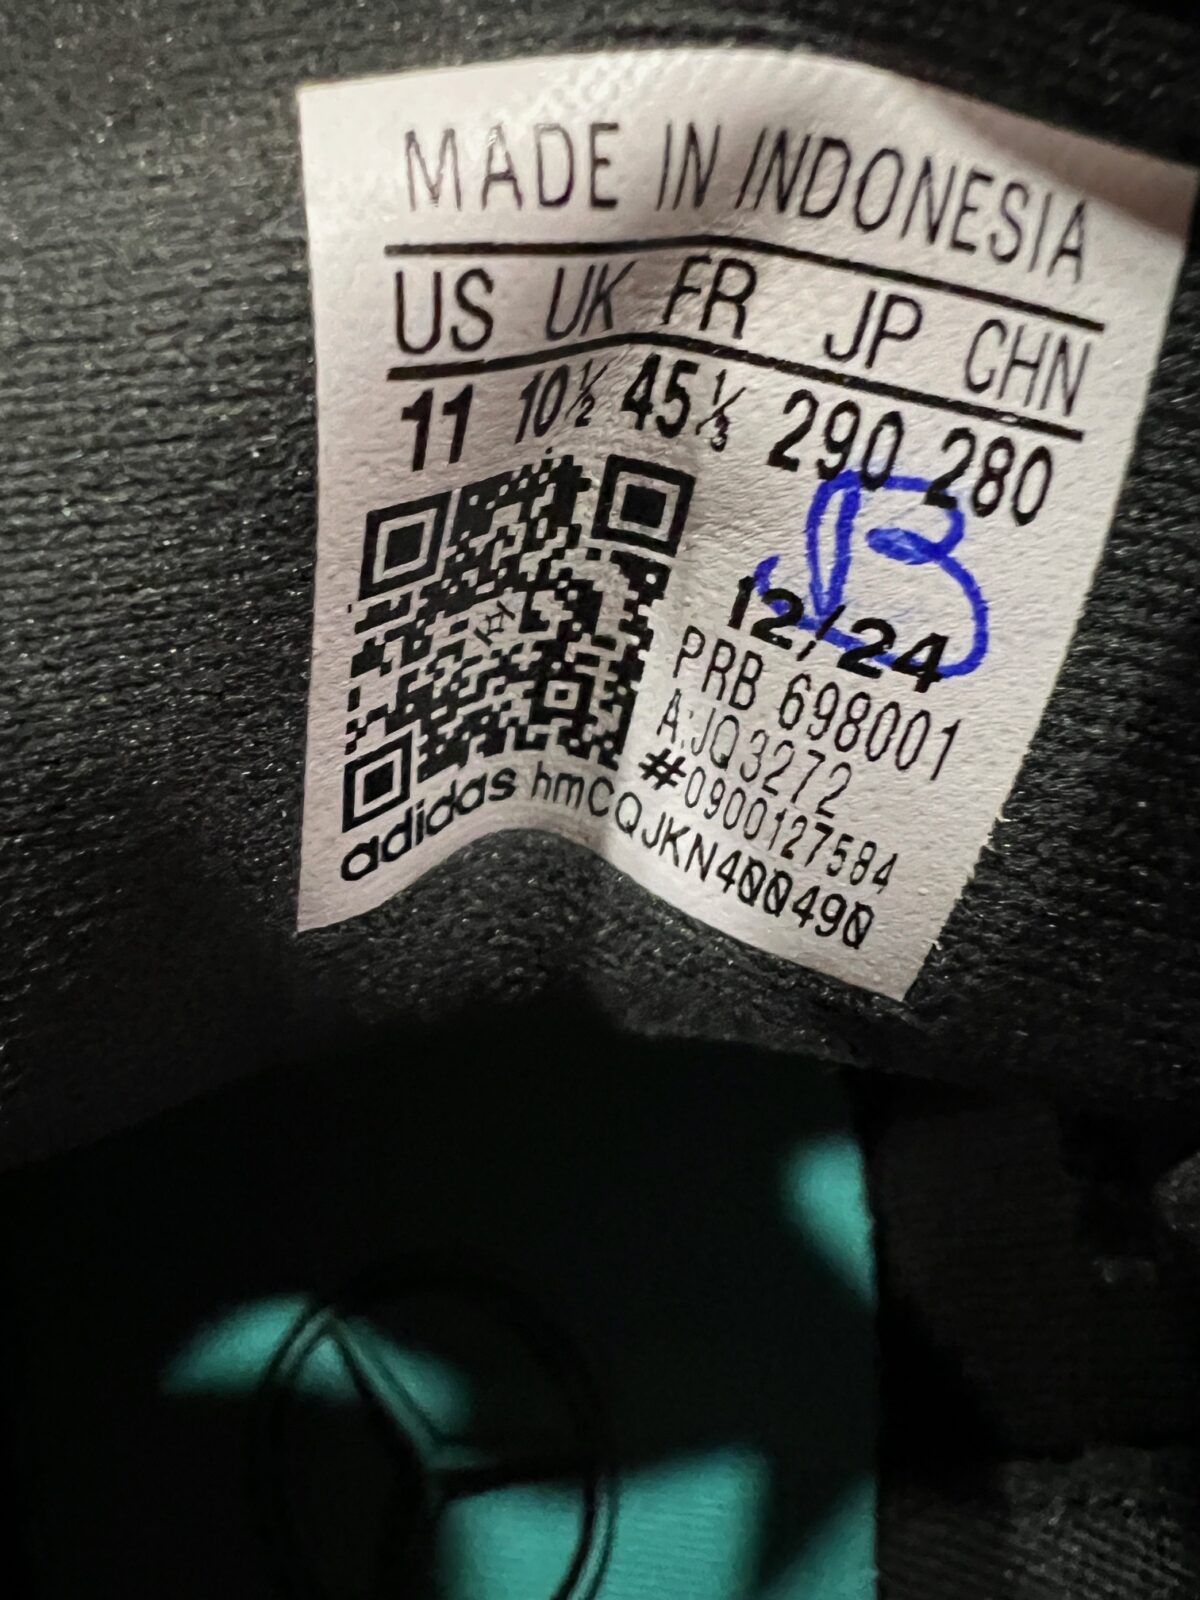 MADE IN INDONESIA
US UK FR JP CHN
11 10½ 45⅓ 290 280
B
12/24
PRB 698001
A:JQ3272
#0900127584
adidas hmCQJKN400490